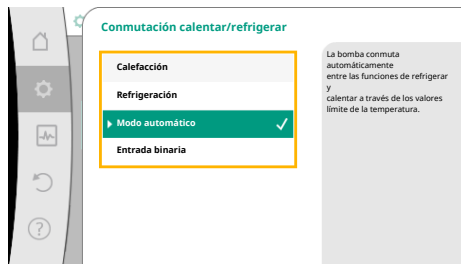 Conmutación calentar/refrigerar
Calefacción
Refrigeración
Modo automático
Entrada binaria
La bomba conmuta
automáticamente
entre las funciones de refrigerar
y
calentar a través de los valores
límite de la temperatura.